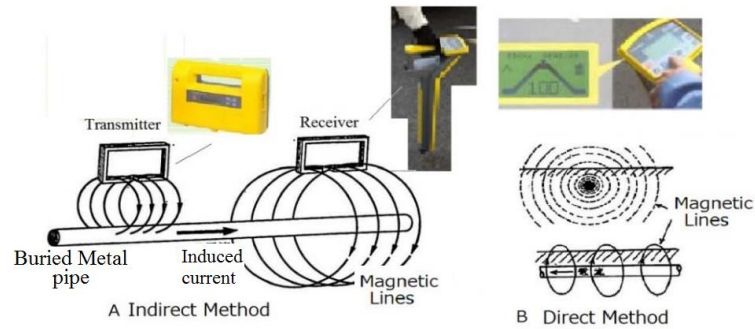 Transmitter
Receiver
100
Buried Metal
pipe
Induced
current
Magnetic
Lines
A Indirect Method
Magnetic
Lines
B Direct Method